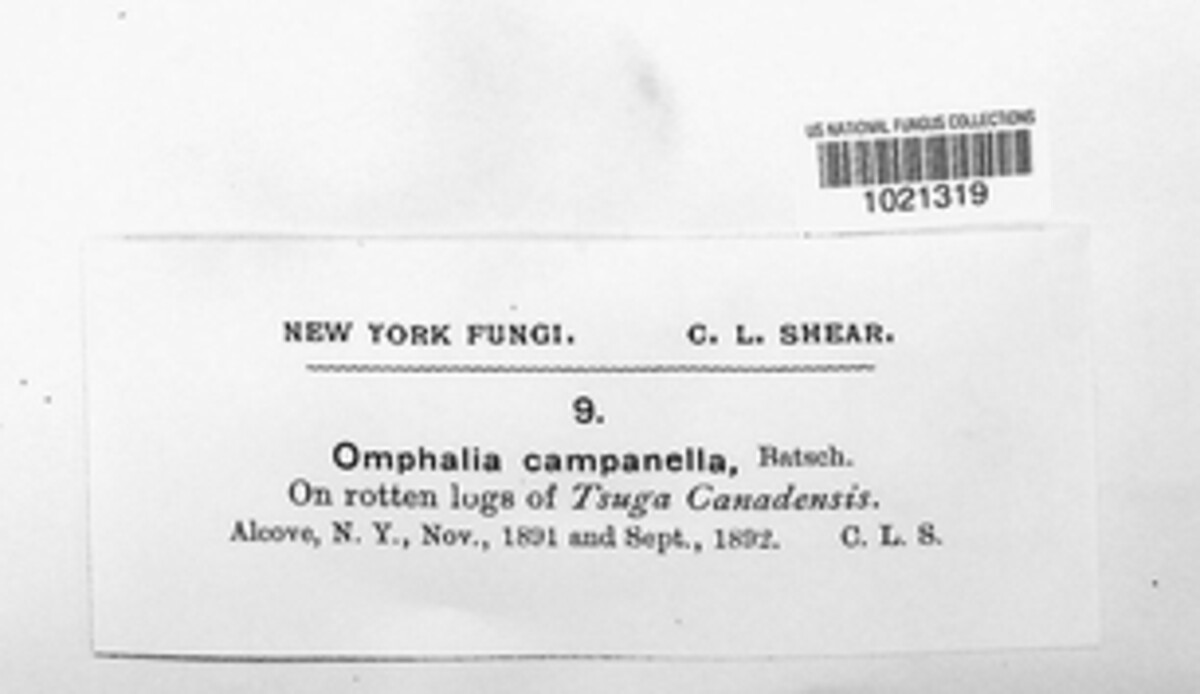 US NATIONAL FUNGUS COLLECTIONS
1021319
NEW YORK FUNGI. C. L. SHEAR.
9.
Omphalia campanella, Batsch.
On rotten logs of Tsuga Canadensis.
Alcove, N. Y., Nov., 1891 and Sept., 1892. C. L. S.